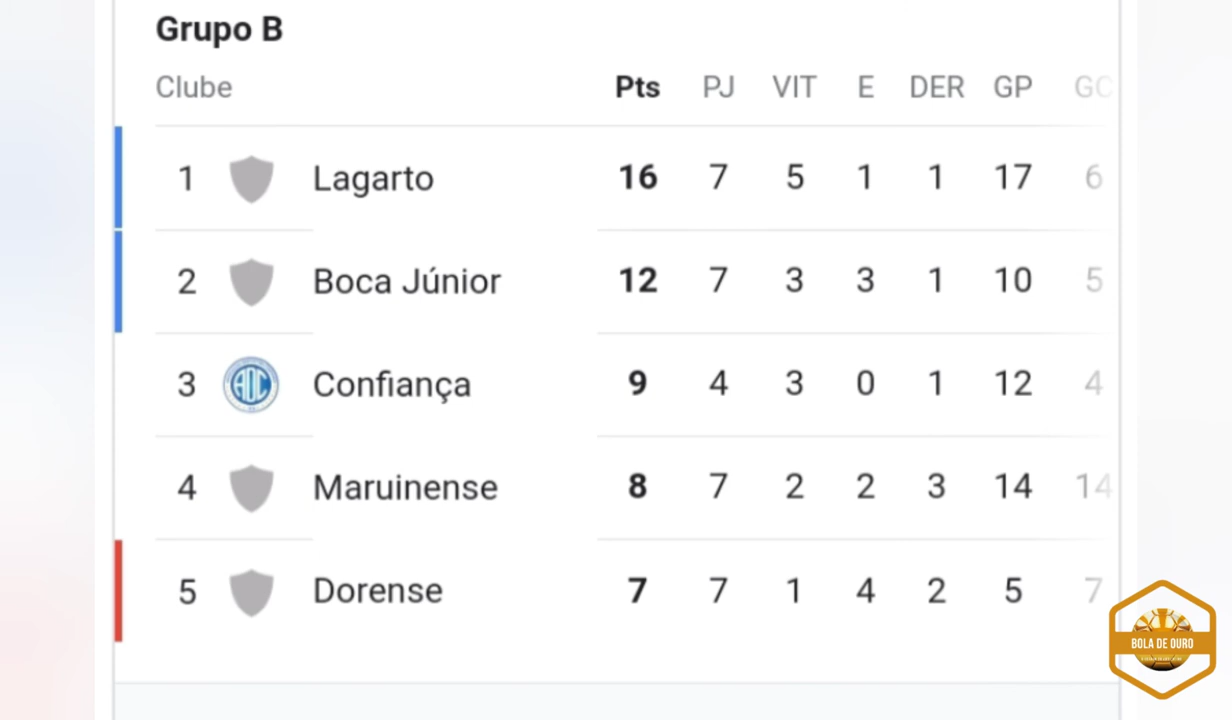 Grupo B
Clube Pts PJ VIT E DER GP GC
1 Lagarto 16 7 5 1 1 17 6
2 Boca Júnior 12 7 3 3 1 10 5
3 ADC Confiança 9 4 3 0 1 12 4
4 Maruinense 8 7 2 2 3 14 14
5 Dorense 7 7 1 4 2 5 7
BOLA DE OURO